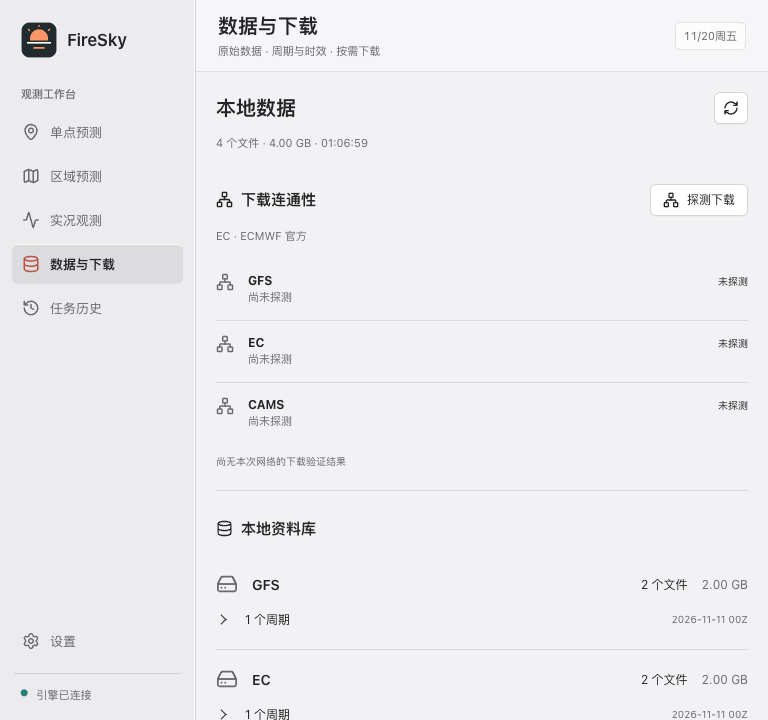 FireSky
观测工作台
单点预测
区域预测
实况观测
数据与下载
任务历史
设置
引擎已连接
数据与下载
原始数据 · 周期与时效 · 按需下载
11/20周五
本地数据
4 个文件 · 4.00 GB · 01:06:59
下载连通性
探测下载
EC · ECMWF 官方
GFS
未探测
尚未探测
EC
未探测
尚未探测
CAMS
未探测
尚未探测
尚无本次网络的下载验证结果
本地资料库
GFS
2 个文件 2.00 GB
1 个周期
2026-11-11 00Z
EC
2 个文件 2.00 GB
1 个周期
2026-11-11 00Z